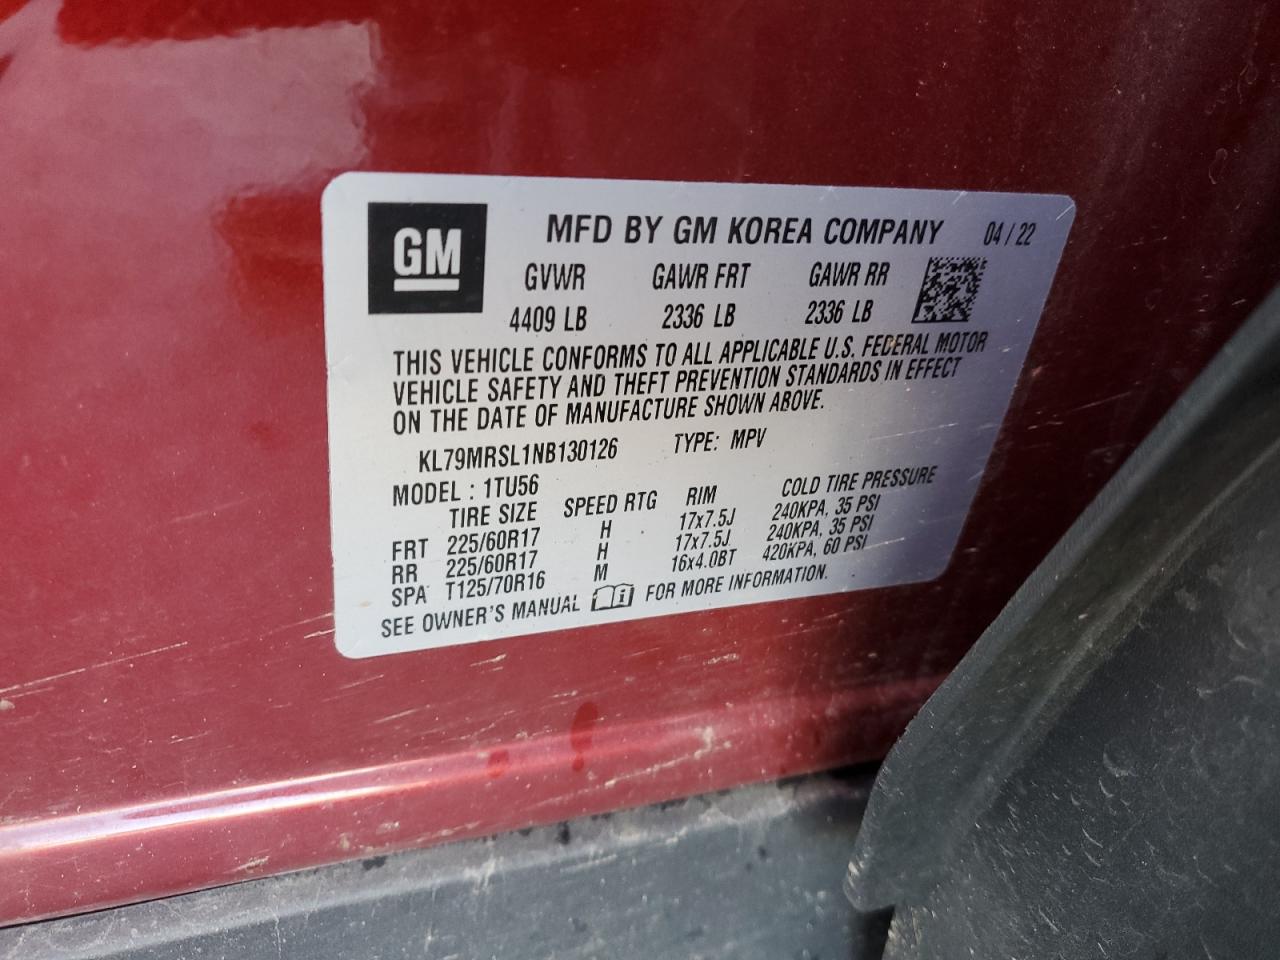 GM
MFD BY GM KOREA COMPANY 04 / 22
GVWR GAWR FRT GAWR RR
4409 LB 2336 LB 2336 LB
THIS VEHICLE CONFORMS TO ALL APPLICABLE U.S. FEDERAL MOTOR
VEHICLE SAFETY AND THEFT PREVENTION STANDARDS IN EFFECT
ON THE DATE OF MANUFACTURE SHOWN ABOVE.
KL79MRSL1NB130126 TYPE: MPV
MODEL : 1TU56
TIRE SIZE SPEED RTG RIM COLD TIRE PRESSURE
FRT 225/60R17 H 17x7.5J 240KPA, 35 PSI
RR 225/60R17 H 17x7.5J 240KPA, 35 PSI
SPA T125/70R16 M 16x4.0BT 420KPA, 60 PSI
SEE OWNER'S MANUAL i FOR MORE INFORMATION.